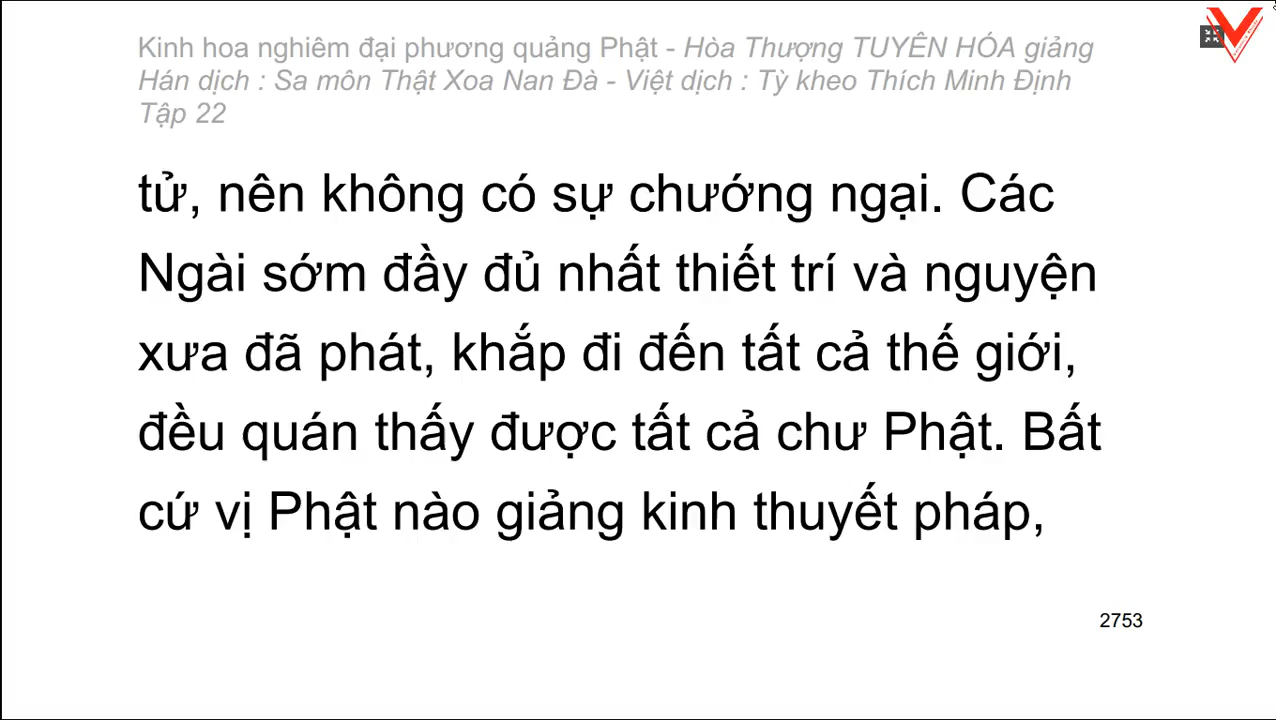 Kinh hoa nghiêm đại phương quảng Phật - Hòa Thượng TUYÊN HÓA giảng
Hán dịch : Sa môn Thật Xoa Nan Đà - Việt dịch : Tỳ kheo Thích Minh Định
Tập 22
tử, nên không có sự chướng ngại. Các
Ngài sớm đầy đủ nhất thiết trí và nguyện
xưa đã phát, khắp đi đến tất cả thế giới,
đều quán thấy được tất cả chư Phật. Bất
cứ vị Phật nào giảng kinh thuyết pháp,
2753